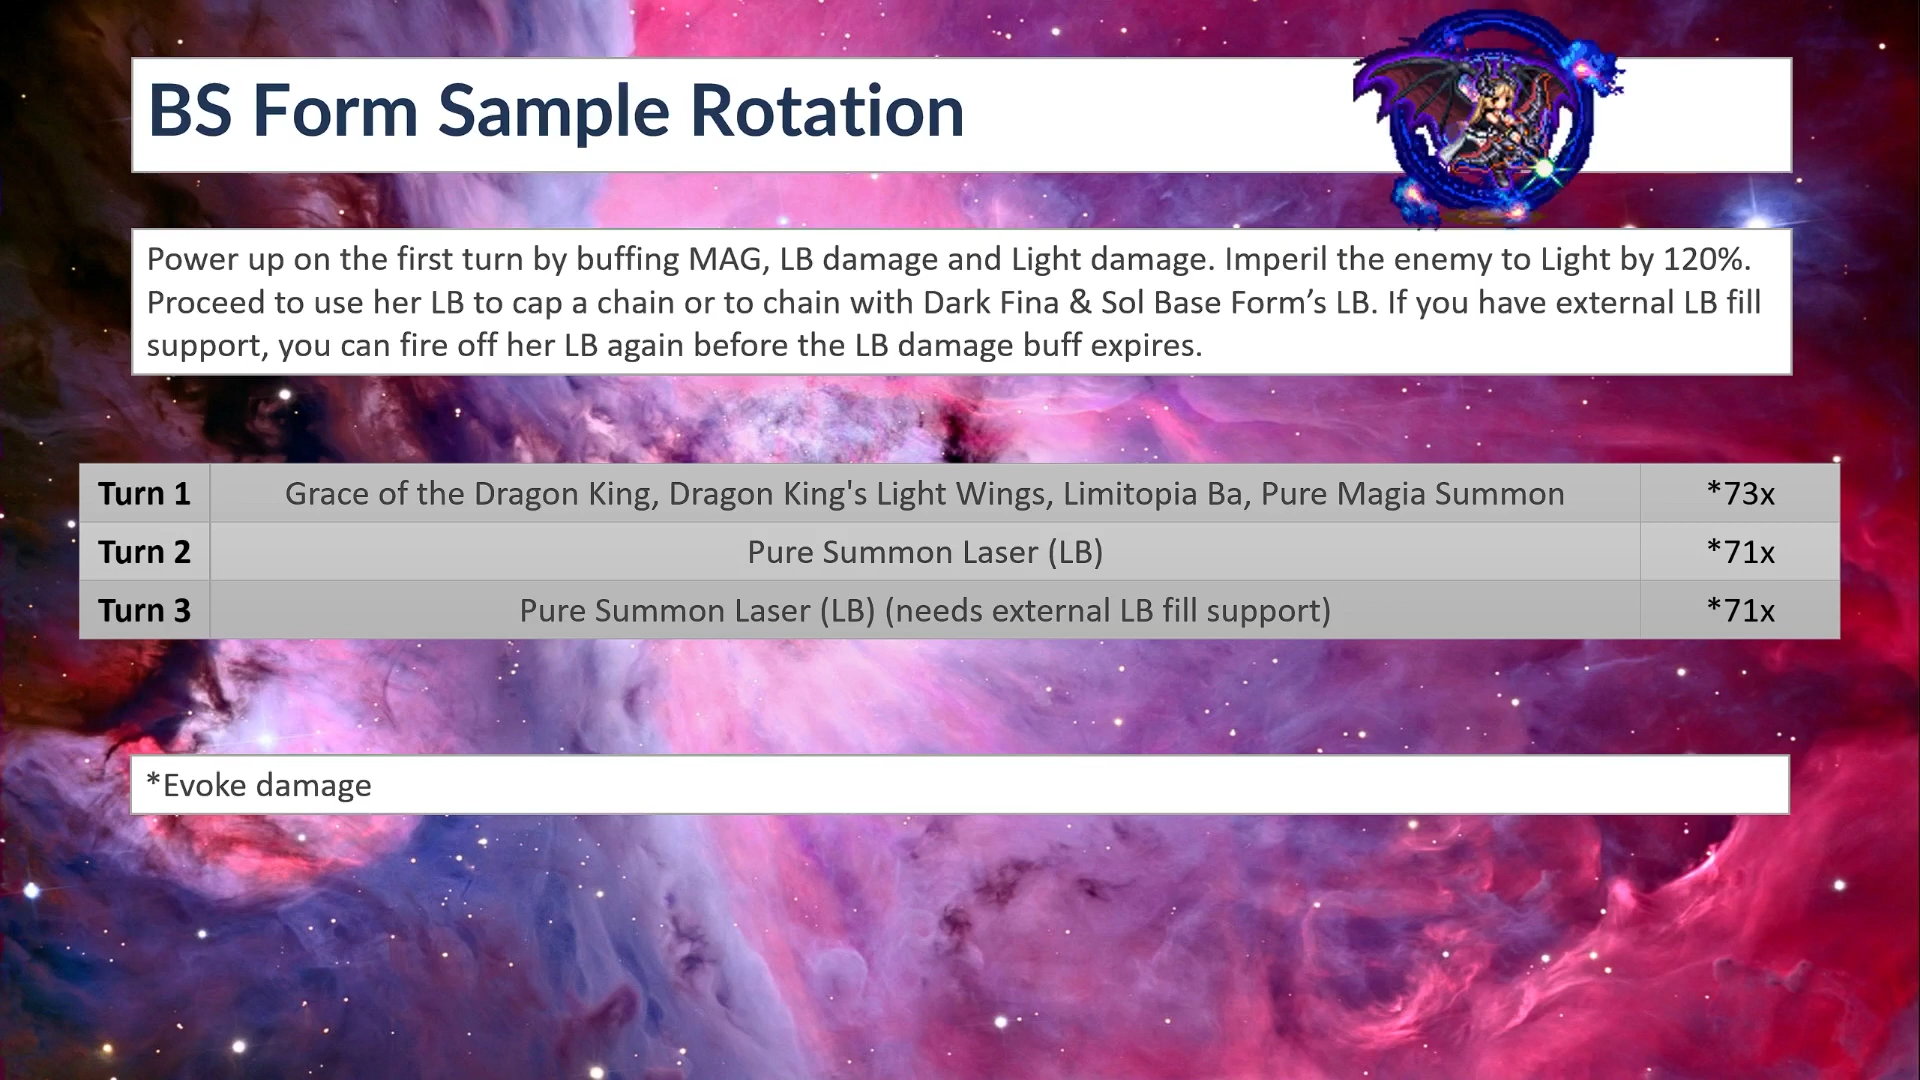 BS Form Sample Rotation
Power up on the first turn by buffing MAG, LB damage and Light damage. Imperil the enemy to Light by 120%.
Proceed to use her LB to cap a chain or to chain with Dark Fina & Sol Base Form’s LB. If you have external LB fill
support, you can fire off her LB again before the LB damage buff expires.
Turn 1 Grace of the Dragon King, Dragon King's Light Wings, Limitopia Ba, Pure Magia Summon *73x
Turn 2 Pure Summon Laser (LB) *71x
Turn 3 Pure Summon Laser (LB) (needs external LB fill support) *71x
*Evoke damage